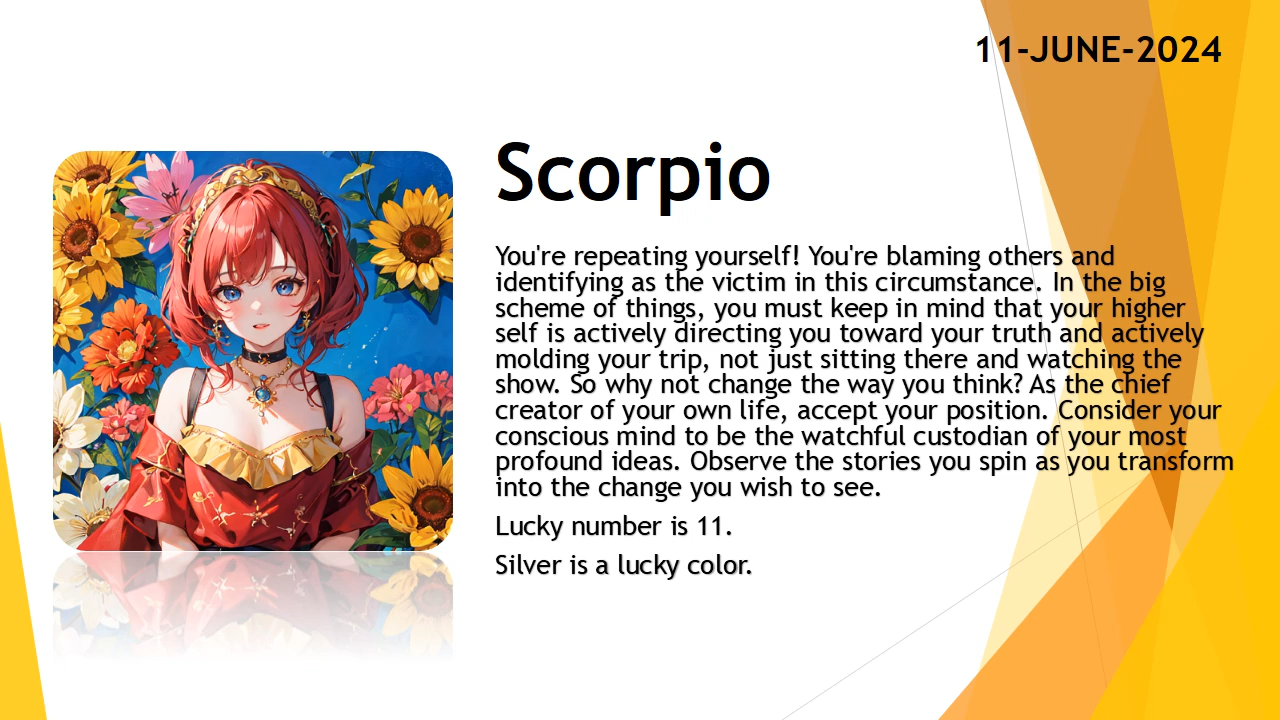 11-JUNE-2024
Scorpio
You're repeating yourself! You're blaming others and
identifying as the victim in this circumstance. In the big
scheme of things, you must keep in mind that your higher
self is actively directing you toward your truth and actively
molding your trip, not just sitting there and watching the
show. So why not change the way you think? As the chief
creator of your own life, accept your position. Consider your
conscious mind to be the watchful custodian of your most
profound ideas. Observe the stories you spin as you transform
into the change you wish to see.
Lucky number is 11.
Silver is a lucky color.